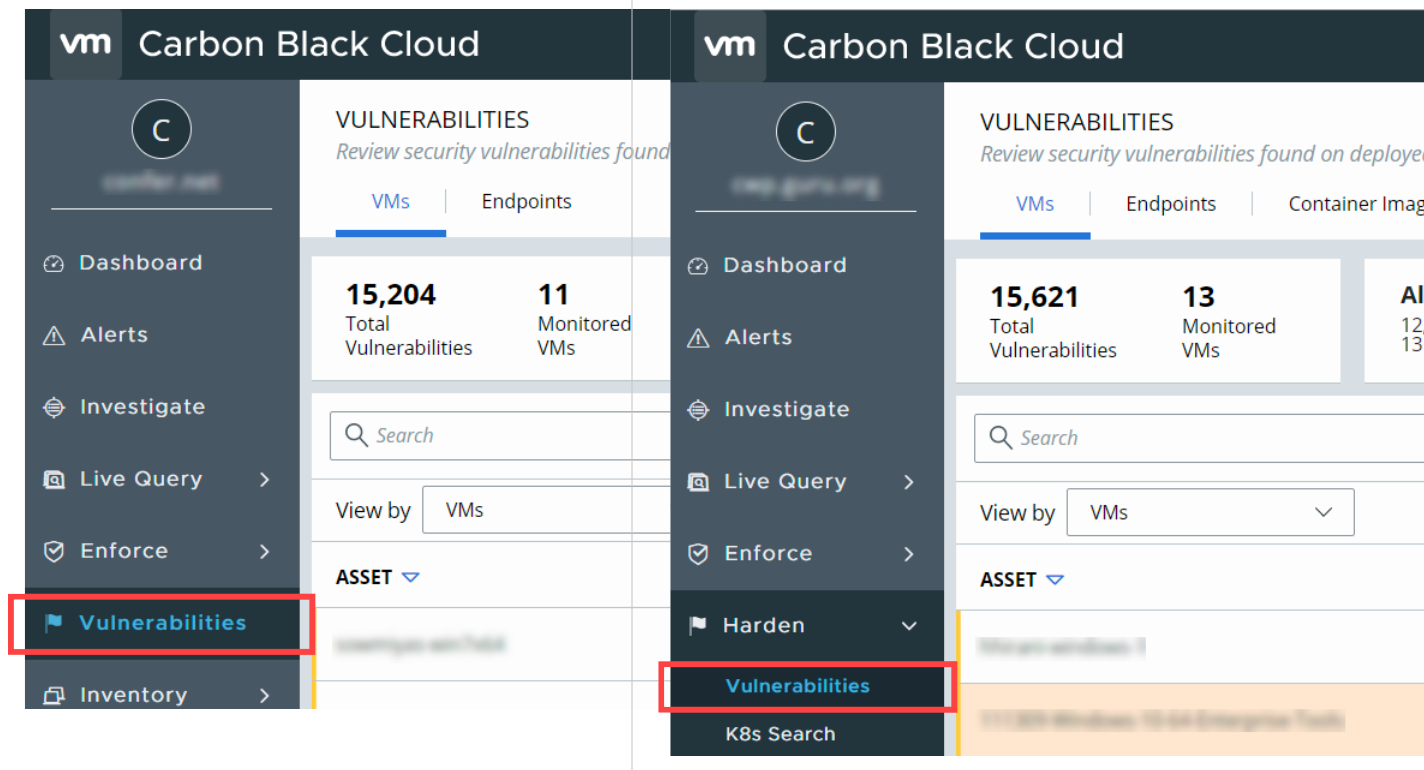 vm Carbon Black Cloud
C
VULNERABILITIES
Review security vulnerabilities found
VMs
Endpoints
Dashboard
Alerts
Investigate
Live Query
Enforce
Vulnerabilities
Inventory
15,204
Total
Vulnerabilities
11
Monitored
VMs
Search
View by
VMs
ASSET
vm Carbon Black Cloud
C
VULNERABILITIES
Review security vulnerabilities found on deploye
VMs
Endpoints
Container Imag
Dashboard
Alerts
Investigate
Live Query
Enforce
Harden
Vulnerabilities
K8s Search
15,621
Total
Vulnerabilities
13
Monitored
VMs
Al
12,
13
Search
View by
VMs
ASSET